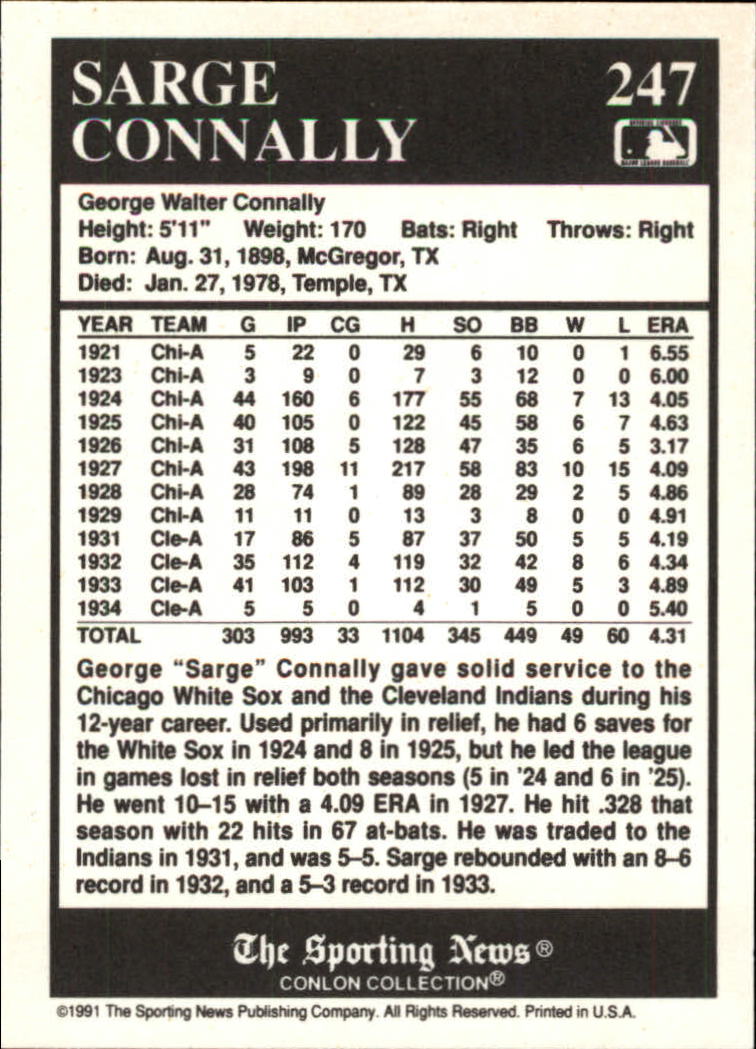 SARGE 247
CONNALLY
George Walter Connally
Height: 5'11" Weight: 170 Bats: Right Throws: Right
Born: Aug. 31, 1898, McGregor, TX
Died: Jan. 27, 1978, Temple, TX
YEAR TEAM G IP CG H SO BB W L ERA
1921 Chi-A 5 22 0 29 6 10 0 1 6.55
1923 Chi-A 3 9 0 7 3 12 0 0 6.00
1924 Chi-A 44 160 6 177 55 68 7 13 4.05
1925 Chi-A 40 105 0 122 45 58 6 7 4.63
1926 Chi-A 31 108 5 128 47 35 6 5 3.17
1927 Chi-A 43 198 11 217 58 83 10 15 4.09
1928 Chi-A 28 74 1 89 28 29 2 5 4.86
1929 Chi-A 11 11 0 13 3 8 0 0 4.91
1931 Cle-A 17 86 5 87 37 50 5 5 4.19
1932 Cle-A 35 112 4 119 32 42 8 6 4.34
1933 Cle-A 41 103 1 112 30 49 5 3 4.89
1934 Cle-A 5 5 0 4 1 5 0 0 5.40
TOTAL 303 993 33 1104 345 449 49 60 4.31
George "Sarge" Connally gave solid service to the
Chicago White Sox and the Cleveland Indians during his
12-year career. Used primarily in relief, he had 6 saves for
the White Sox in 1924 and 8 in 1925, but he led the league
in games lost in relief both seasons (5 in '24 and 6 in '25).
He went 10–15 with a 4.09 ERA in 1927. He hit .328 that
season with 22 hits in 67 at-bats. He was traded to the
Indians in 1931, and was 5–5. Sarge rebounded with an 8–6
record in 1932, and a 5–3 record in 1933.
The Sporting News®
CONLON COLLECTION®
©1991 The Sporting News Publishing Company. All Rights Reserved. Printed in U.S.A.